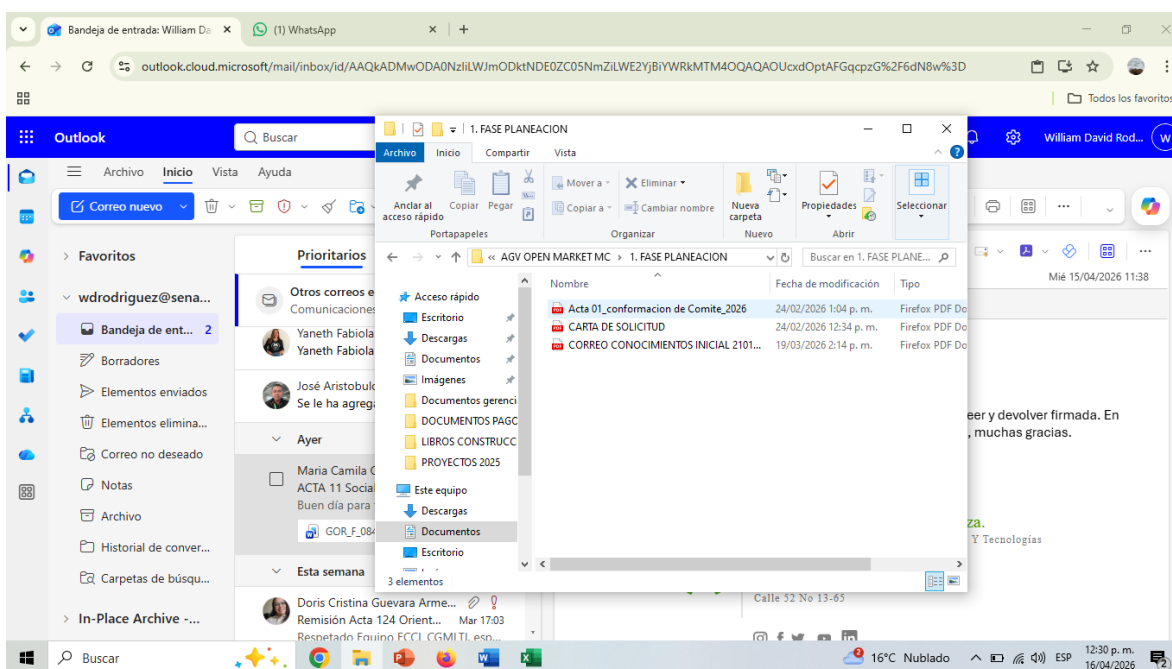 Bandeja de entrada: William Da
(1) WhatsApp
outlook.cloud.microsoft/mail/inbox/id/AAQkADMwODA0NzliLWJmODktNDE0ZC05NmZiLWE2YjBiYWRkMTM4OQAQAOUcxdOptAFGqcpzG%2F6dN8w%3D
Todos los favoritos
Outlook
Buscar
William David Rod...
Archivo Inicio Vista Ayuda
Correo nuevo
Favoritos
wdrodriguez@sena...
Bandeja de ent... 2
Borradores
Elementos enviados
Elementos elimina...
Correo no deseado
Notas
Archivo
Historial de conver...
Carpetas de búsqu...
In-Place Archive -...
Prioritarios
Otros correos e
Comunicaciones
Yaneth Fabiola
Yaneth Fabiola
José Aristobulo
Se le ha agrega
Ayer
Maria Camila G
ACTA 11 Social
Buen día para
GOR_F_084
Esta semana
Doris Cristina Guevara Arme...
Remisión Acta 124 Orient... Mar 17:03
Respetado Equipo ECCL CGMLTI, esp...
1. FASE PLANEACION
Archivo Inicio Compartir Vista
Anclar al acceso rápido
Copiar
Pegar
Mover a
Copiar a
Eliminar
Cambiar nombre
Nueva carpeta
Propiedades
Seleccionar
Portapapeles Organizar Nuevo Abrir
« AGV OPEN MARKET MC › 1. FASE PLANEACION
Buscar en 1. FASE PLANE...
Acceso rápido
Escritorio
Descargas
Documentos
Imágenes
Documentos gerenci
DOCUMENTOS PAGO
LIBROS CONSTRUCC
PROYECTOS 2025
Este equipo
Descargas
Documentos
Escritorio
Nombre Fecha de modificación Tipo
Acta 01_conformacion de Comite_2026 24/02/2026 1:04 p. m. Firefox PDF Do
CARTA DE SOLICITUD 24/02/2026 12:34 p. m. Firefox PDF Do
CORREO CONOCIMIENTOS INICIAL 2101... 19/03/2026 2:14 p. m. Firefox PDF Do
3 elementos
Mié 15/04/2026 11:38
eer y devolver firmada. En
, muchas gracias.
za.
Y Tecnologías
Calle 52 No 13-65
Buscar
16°C Nublado
ESP
12:30 p. m.
16/04/2026